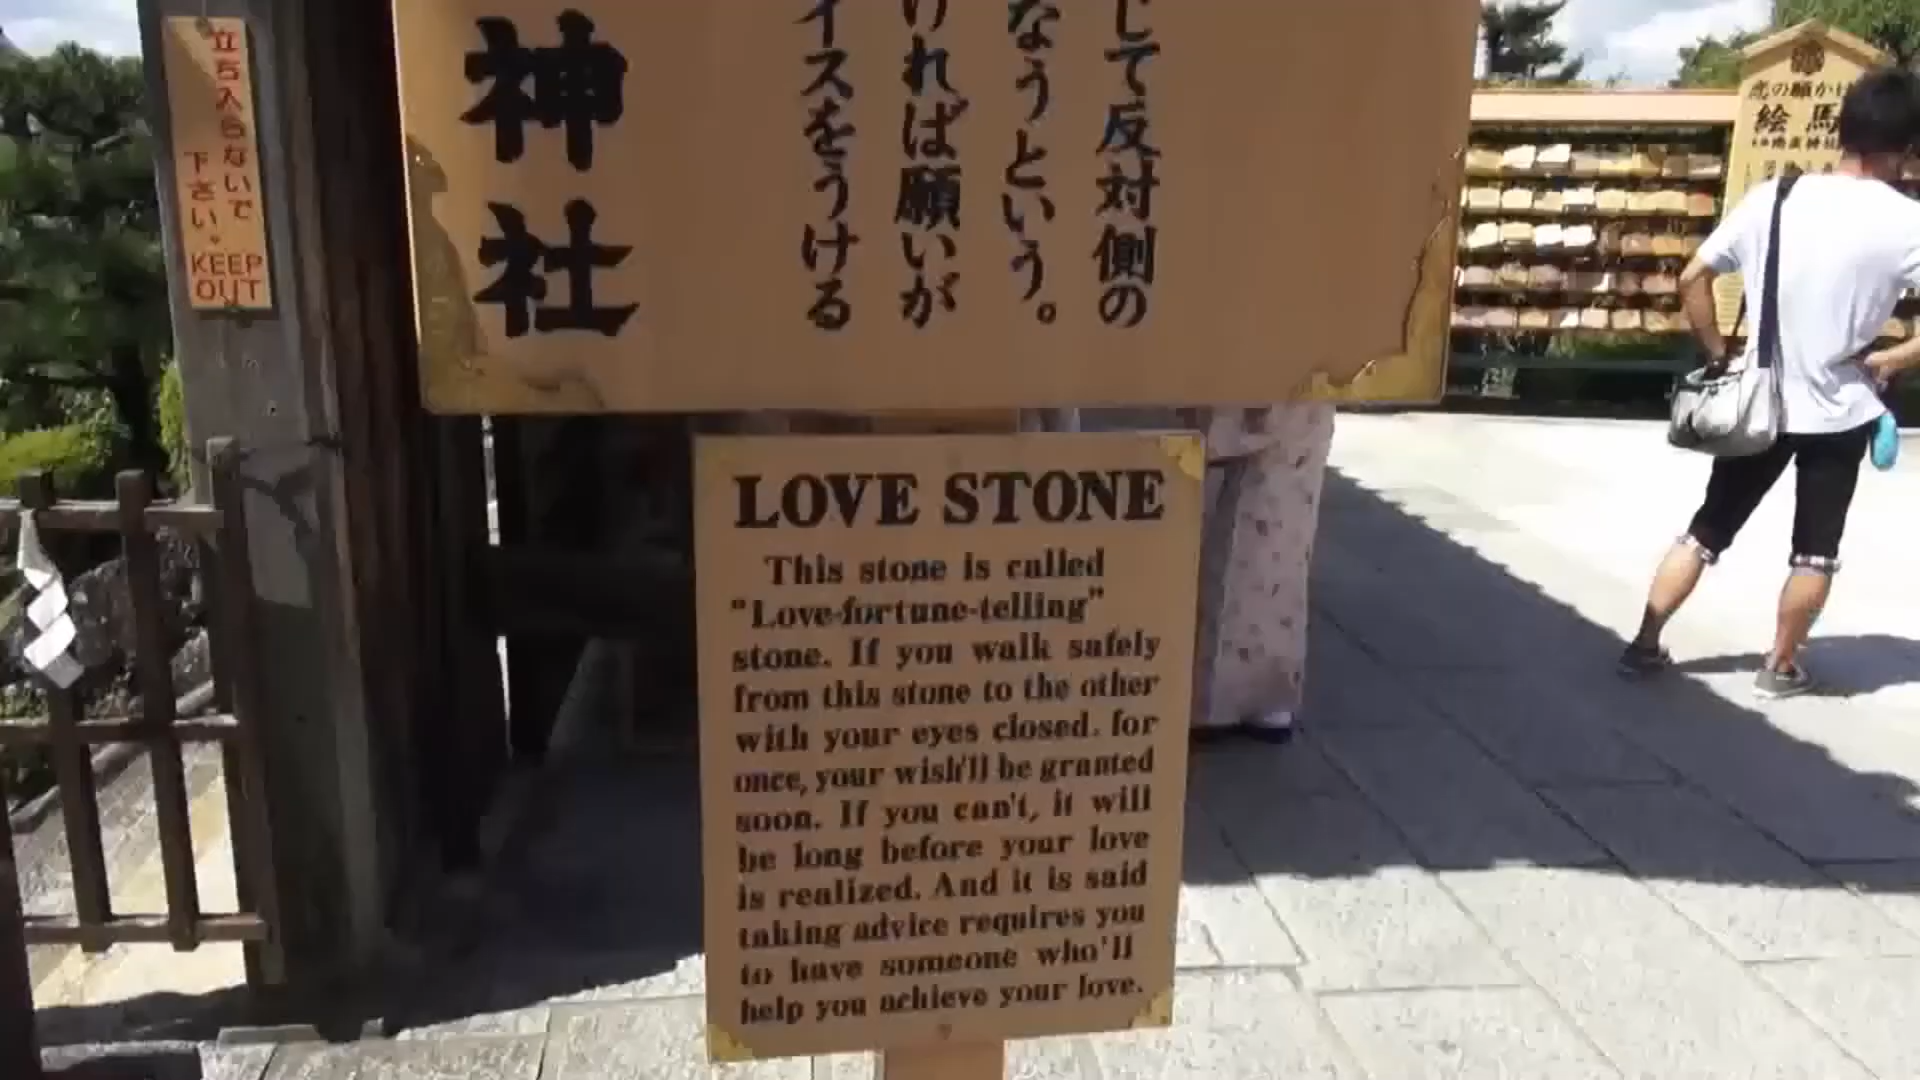 立ち入らないで
下さい。
KEEP
OUT
じて反対側の
なうという。
ければ願いが
イスをうける
神社
LOVE STONE
This stone is called
"Love-fortune-telling"
stone. If you walk safely
from this stone to the other
with your eyes closed. for
once, your wish'll be granted
soon. If you can't, it will
be long before your love
is realized. And it is said
taking advice requires you
to have someone who'll
help you achieve your love.
恋の願かけ
絵馬